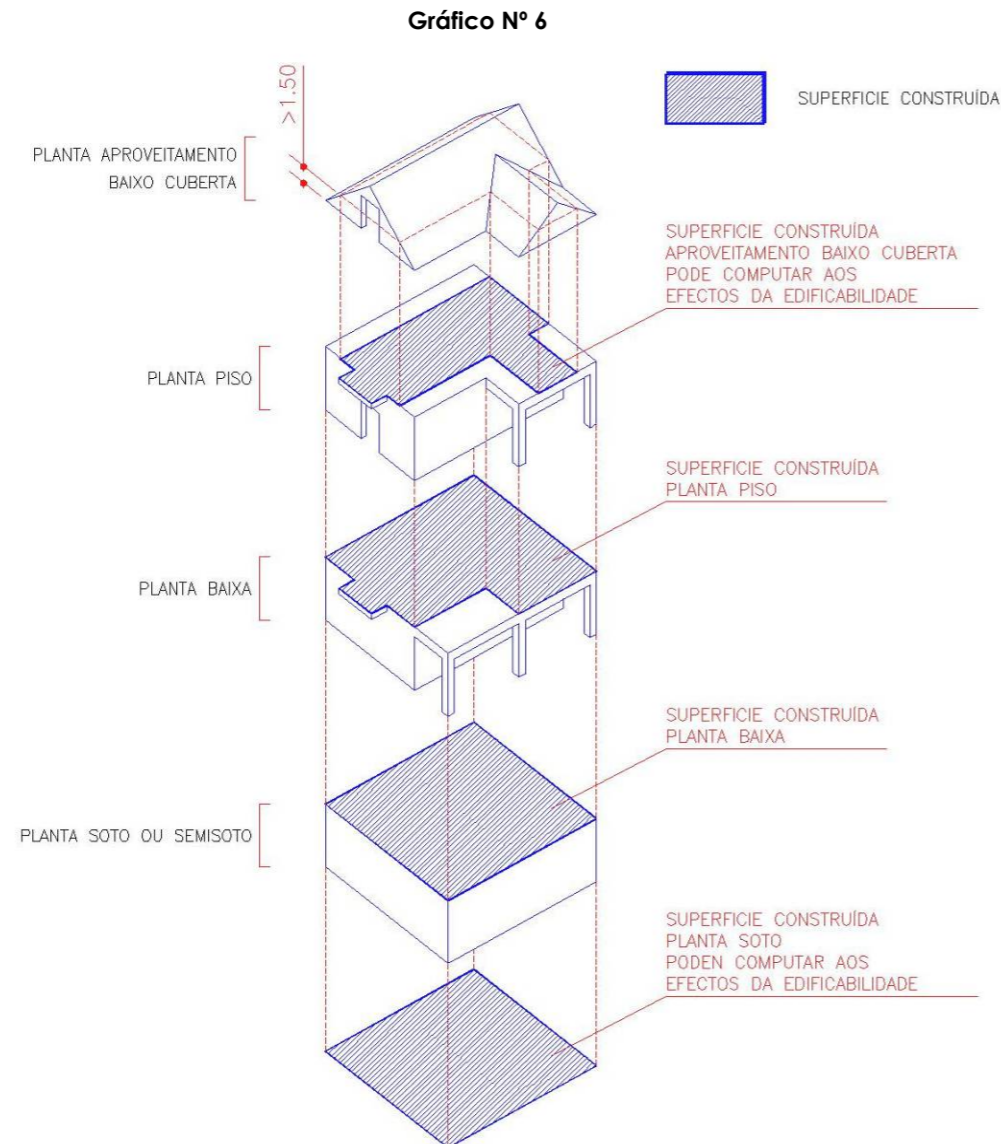 Gráfico Nº 6
>1.50
SUPERFICIE CONSTRUÍDA
PLANTA APROVEITAMENTO
BAIXO CUBERTA
SUPERFICIE CONSTRUÍDA
APROVEITAMENTO BAIXO CUBERTA
PODE COMPUTAR AOS
EFECTOS DA EDIFICABILIDADE
PLANTA PISO
SUPERFICIE CONSTRUÍDA
PLANTA PISO
PLANTA BAIXA
SUPERFICIE CONSTRUÍDA
PLANTA BAIXA
PLANTA SOTO OU SEMISOTO
SUPERFICIE CONSTRUÍDA
PLANTA SOTO
PODEN COMPUTAR AOS
EFECTOS DA EDIFICABILIDADE